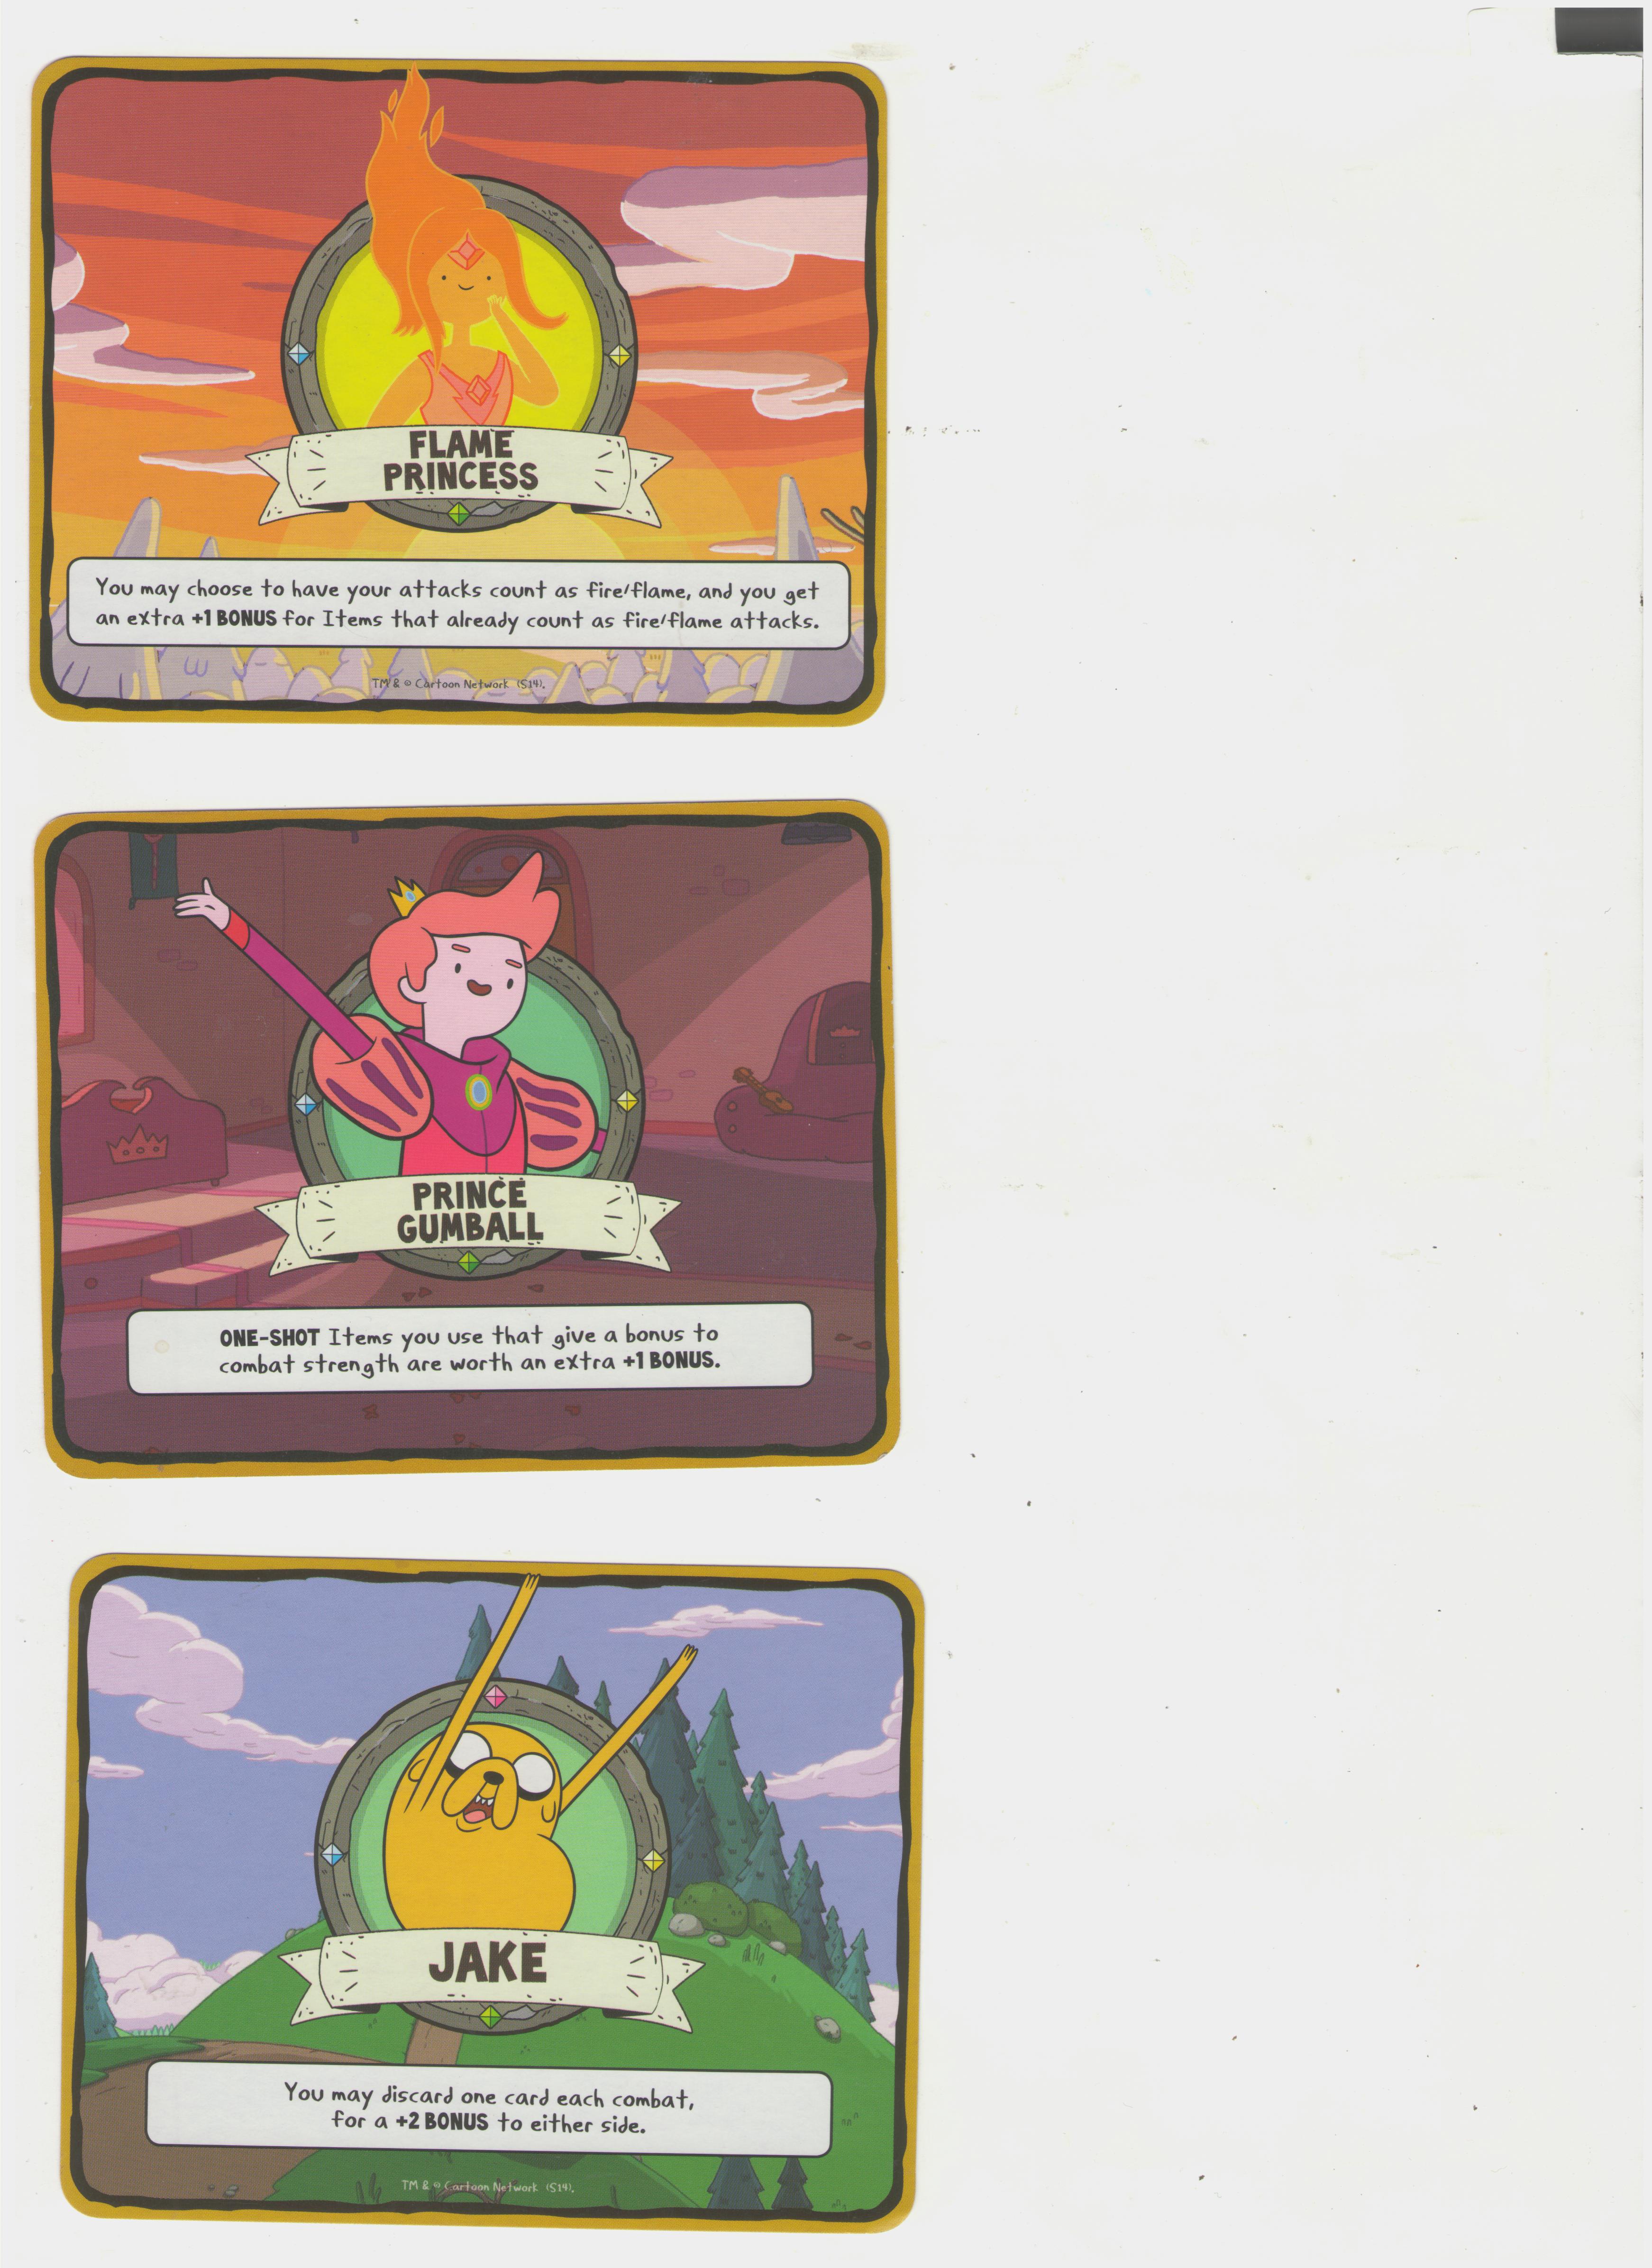 FLAME
PRINCESS
You may choose to have your attacks count as fire/flame, and you get
an extra +1 BONUS for Items that already count as fire/flame attacks.
TM & © Cartoon Network (S14).
PRINCE
GUMBALL
ONE-SHOT Items you use that give a bonus to
combat strength are worth an extra +1 BONUS.
JAKE
You may discard one card each combat,
for a +2 BONUS to either side.
TM & © Cartoon Network (S14).